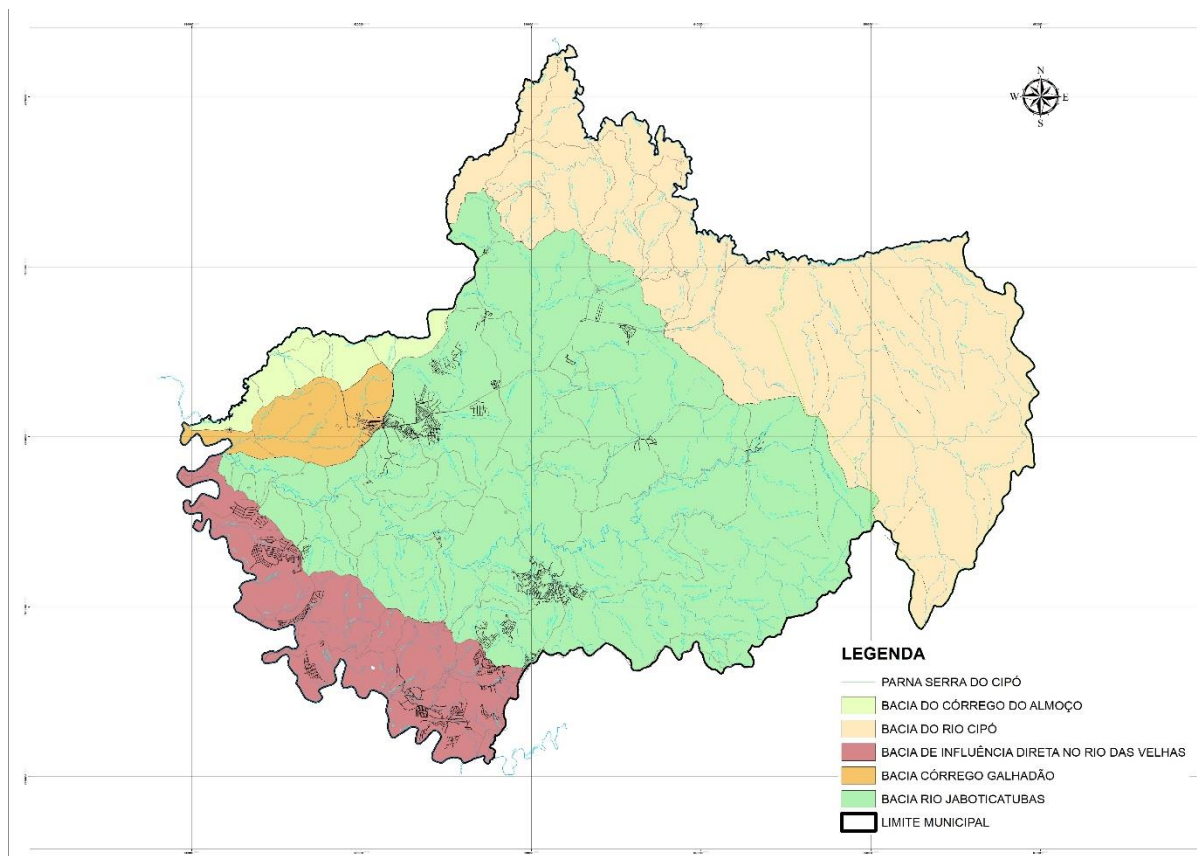 N
W E
S
LEGENDA
PARNA SERRA DO CIPÓ
BACIA DO CÓRREGO DO ALMOÇO
BACIA DO RIO CIPÓ
BACIA DE INFLUÊNCIA DIRETA NO RIO DAS VELHAS
BACIA CÓRREGO GALHADÃO
BACIA RIO JABOTICATUBAS
LIMITE MUNICIPAL